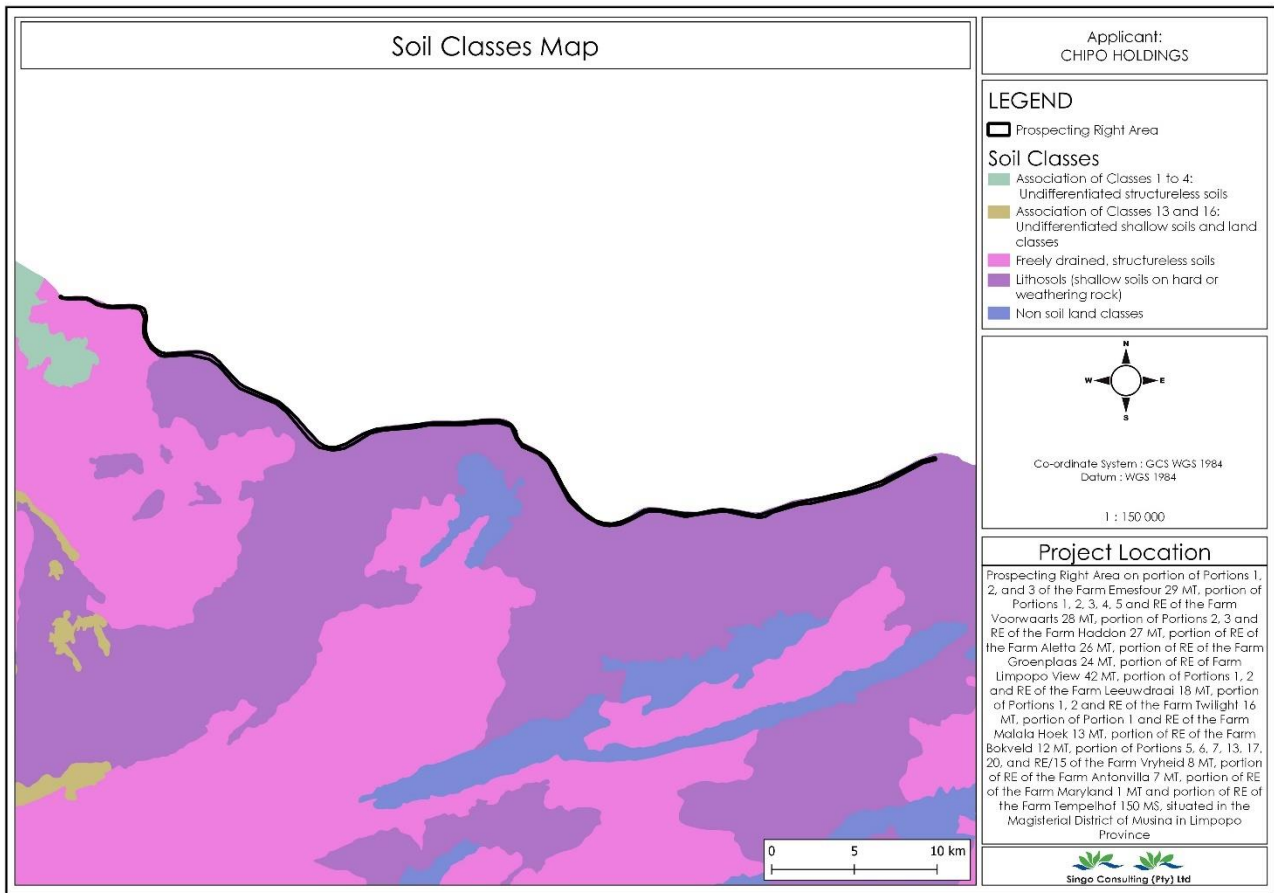 Soil Classes Map
Applicant:
CHIPO HOLDINGS
LEGEND
Prospecting Right Area
Soil Classes
Association of Classes 1 to 4:
Undifferentiated structureless soils
Association of Classes 13 and 16:
Undifferentiated shallow soils and land
classes
Freely drained, structureless soils
Lithosols (shallow soils on hard or
weathering rock)
Non soil land classes
N
W E
S
Co-ordinate System : GCS WGS 1984
Datum : WGS 1984
1 : 150 000
Project Location
Prospecting Right Area on portion of Portions 1,
2, and 3 of the Farm Emesfour 29 MT, portion of
Portions 1, 2, 3, 4, 5 and RE of the Farm
Voorwaarts 28 MT, portion of Portions 2, 3 and
RE of the Farm Haddon 27 MT, portion of RE of
the Farm Aletta 26 MT, portion of RE of the Farm
Groenplaas 24 MT, portion of RE of Farm
Limpopo View 42 MT, portion of Portions 1, 2
and RE of the Farm Leeuwdraai 18 MT, portion
of Portions 1, 2 and RE of the Farm Twilight 16
MT, portion of Portion 1 and RE of the Farm
Malala Hoek 13 MT, portion of RE of the Farm
Bokveld 12 MT, portion of Portions 5, 6, 7, 13, 17,
20, and RE/15 of the Farm Vryheid 8 MT, portion
of RE of the Farm Antonvilla 7 MT, portion of RE
of the Farm Maryland 1 MT and portion of RE of
the Farm Tempelhof 150 MS, situated in the
Magisterial District of Musina in Limpopo
Province
0 5 10 km
Singo Consulting (Pty) Ltd